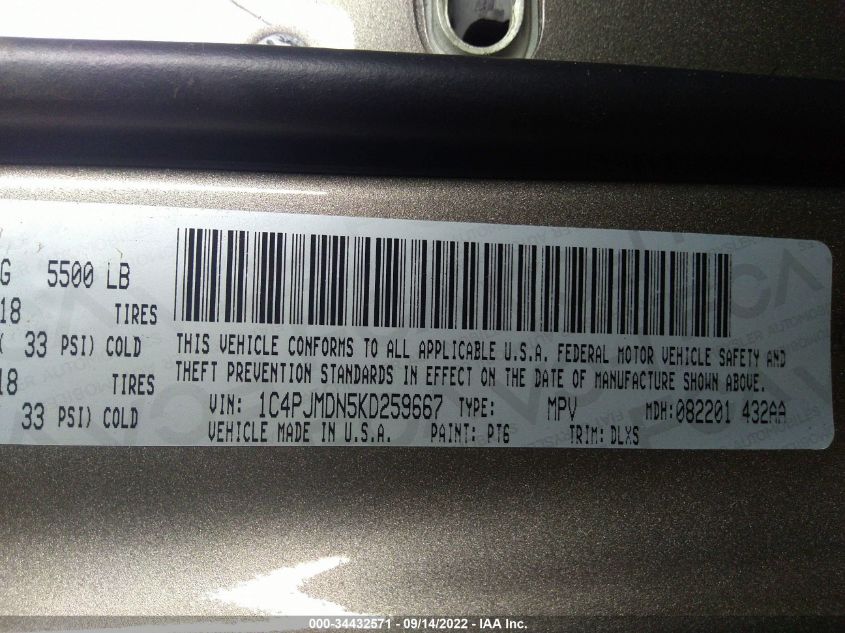 G 5500 LB
18 TIRES
33 PSI) COLD
18 TIRES
33 PSI) COLD
THIS VEHICLE CONFORMS TO ALL APPLICABLE U.S.A. FEDERAL MOTOR VEHICLE SAFETY AND
THEFT PREVENTION STANDARDS IN EFFECT ON THE DATE OF MANUFACTURE SHOWN ABOVE.
VIN: 1C4PJMDN5KD259667 TYPE: MPV MDH:082201 432AA
VEHICLE MADE IN U.S.A. PAINT: PT6 TRIM: DLXS
000-34432571 - 09/14/2022 - IAA Inc.